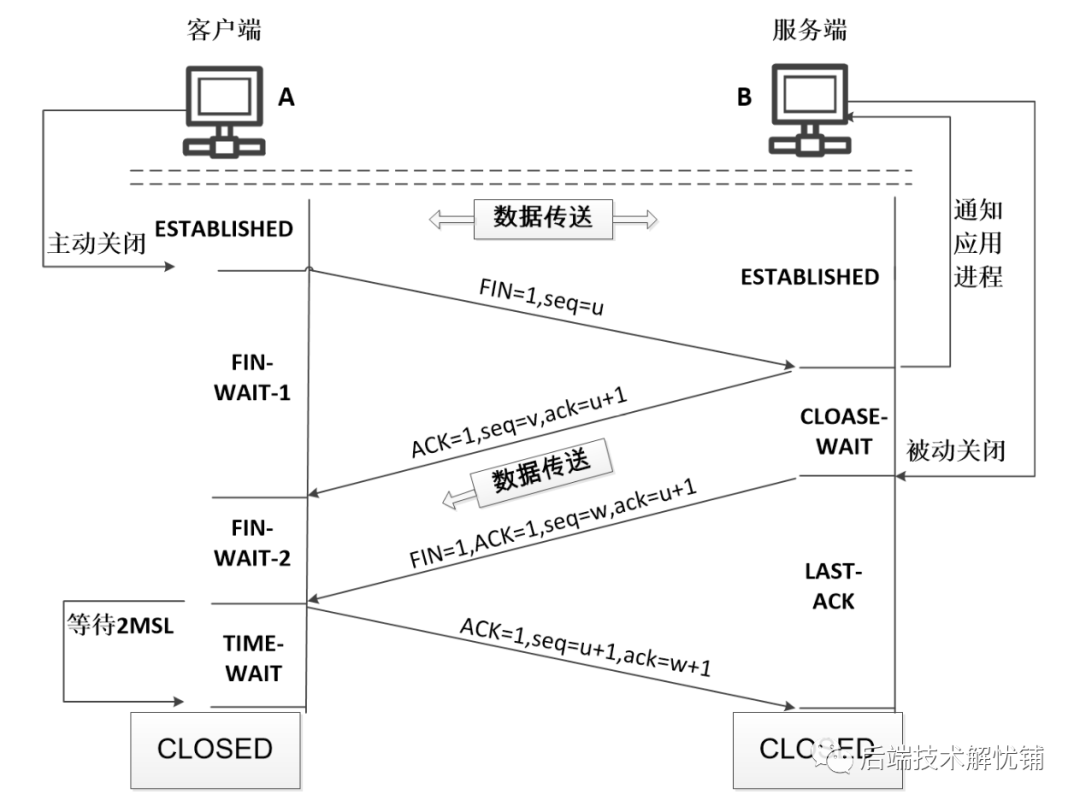 客户端
服务端
A
B
数据传送
通知
应用
进程
ESTABLISHED
主动关闭
ESTABLISHED
FIN=1,seq=u
FIN-
WAIT-1
ACK=1,seq=v,ack=u+1
CLOASE-
WAIT
被动关闭
数据传送
FIN=1,ACK=1,seq=w,ack=u+1
FIN-
WAIT-2
LAST-
ACK
等待2MSL
ACK=1,seq=u+1,ack=w+1
TIME-
WAIT
CLOSED
CLOSED
后端技术解忧铺